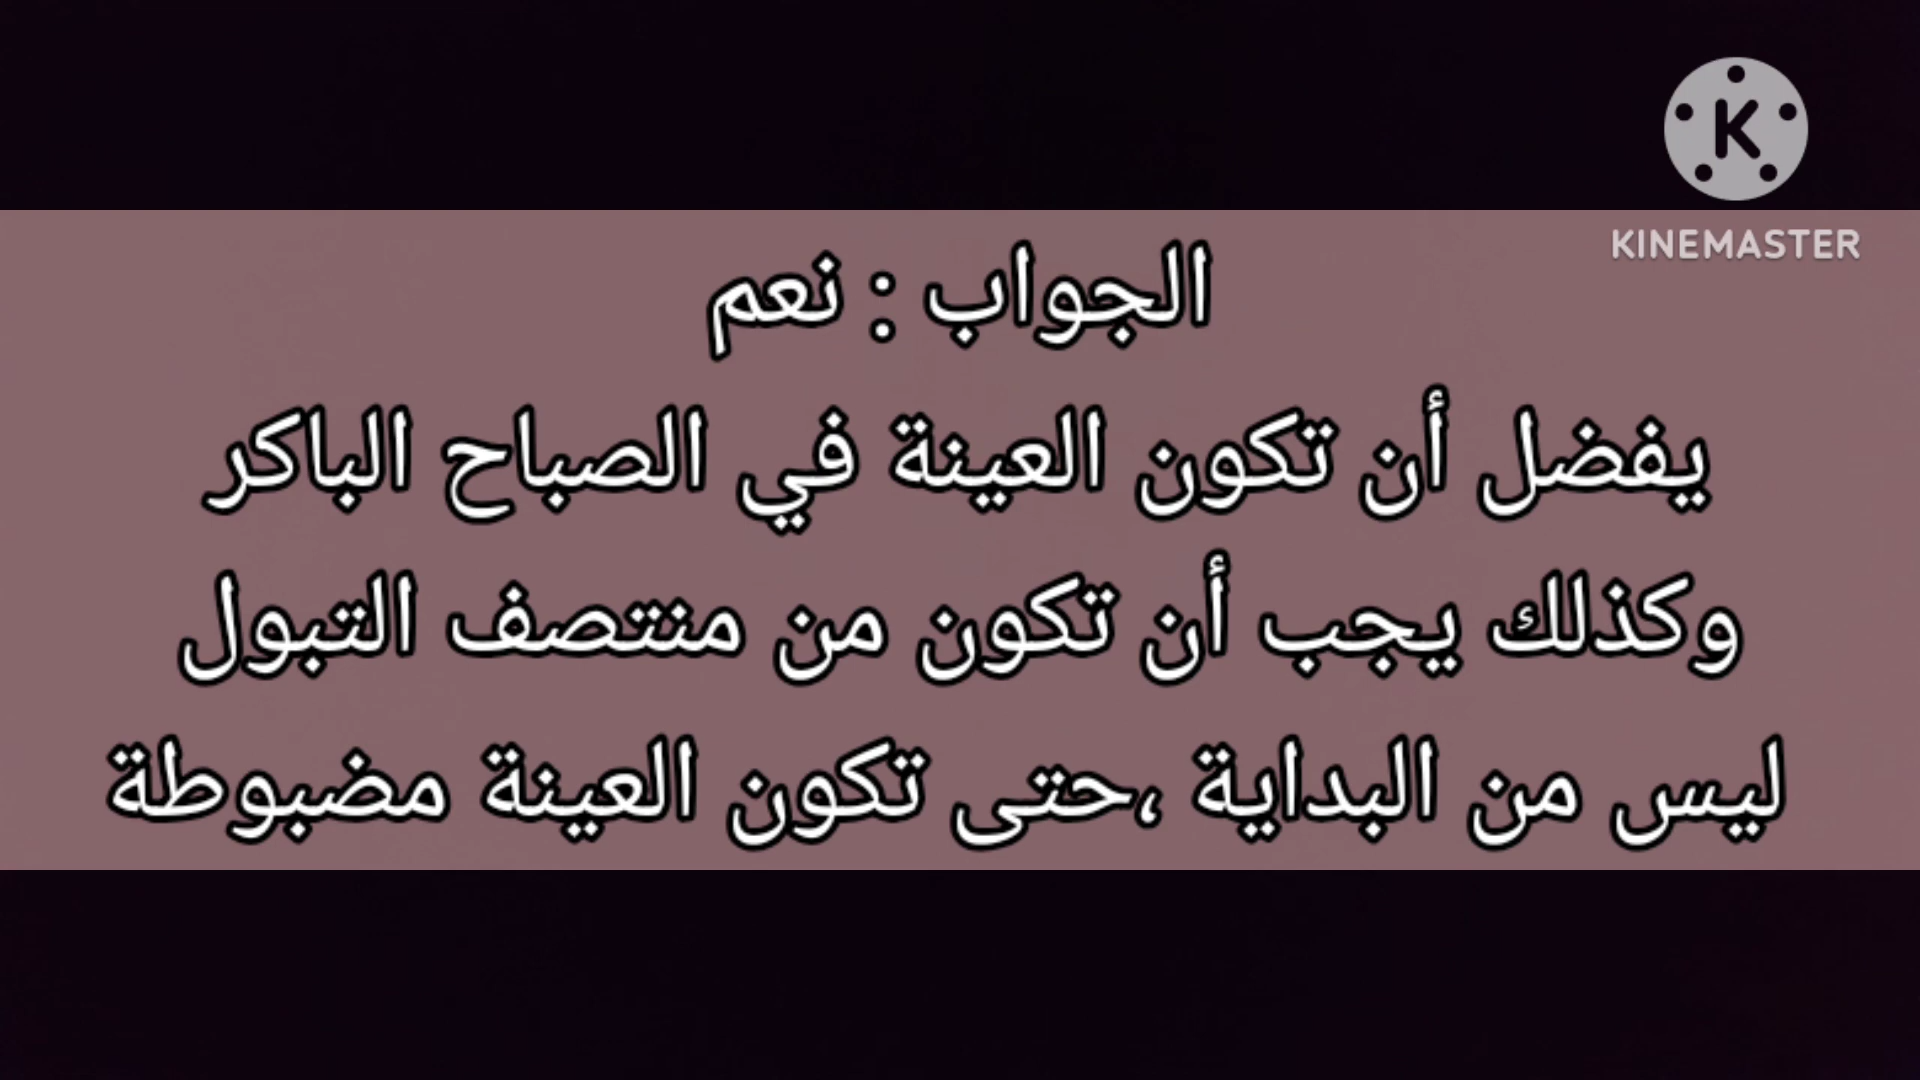 KINEMASTER
الجواب : نعم
يفضل أن تكون العينة في الصباح الباكر
وكذلك يجب أن تكون من منتصف التبول
ليس من البداية ،حتى تكون العينة مضبوطة